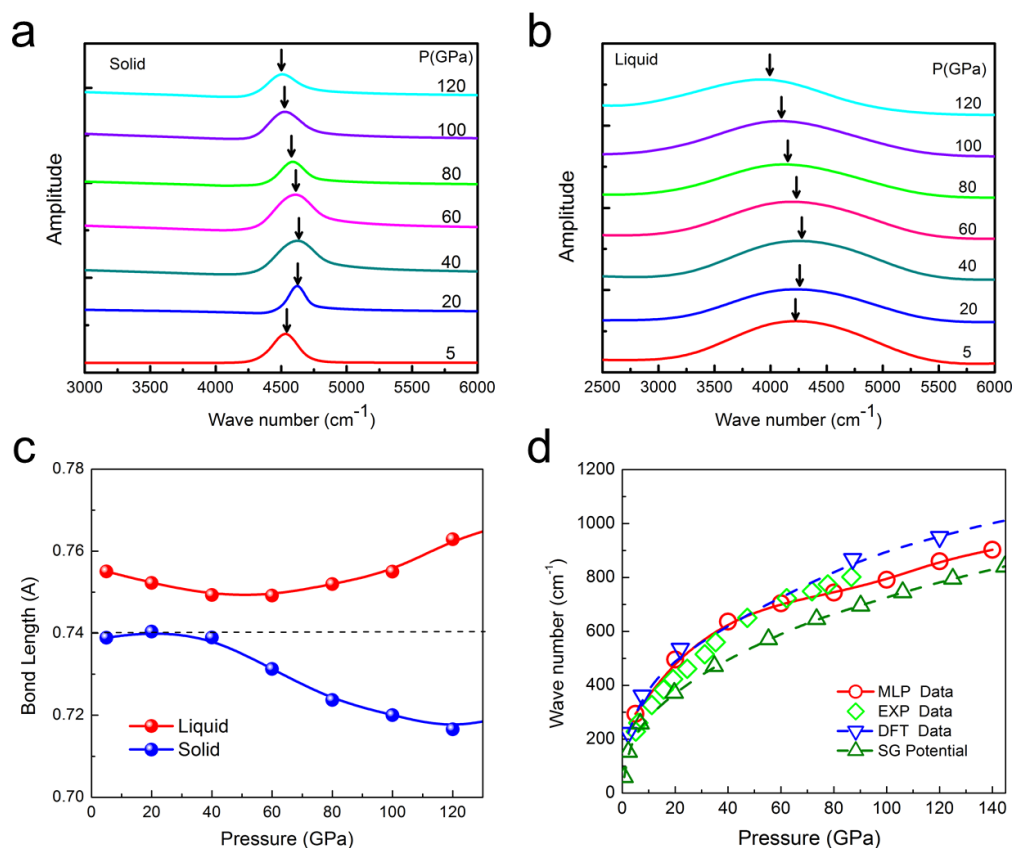 a
Solid
P(GPa)
120
100
80
60
40
20
5
Amplitude
3000 3500 4000 4500 5000 5500 6000
Wave number (cm-1)
b
Liquid
P(GPa)
120
100
80
60
40
20
5
Amplitude
2500 3000 3500 4000 4500 5000 5500 6000
Wave number (cm-1)
c
0.78
0.76
0.74
0.72
0.70
Bond Length (A)
Liquid
Solid
0 20 40 60 80 100 120
Pressure (GPa)
d
1200
1000
800
600
400
200
0
Wave number (cm-1)
MLP Data
EXP Data
DFT Data
SG Potential
0 20 40 60 80 100 120 140
Pressure (GPa)